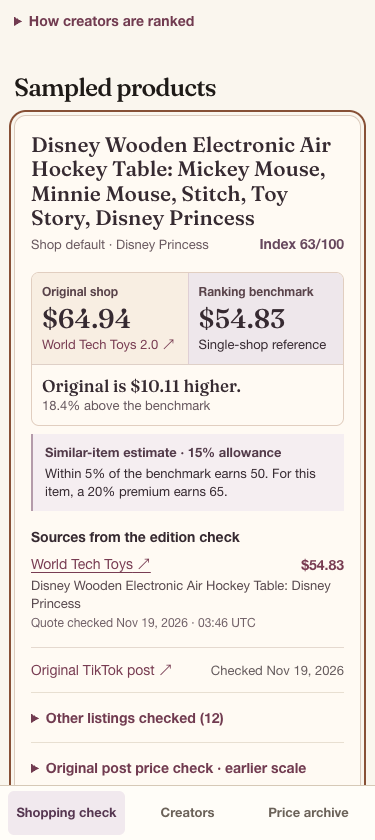 ▶ How creators are ranked
Sampled products
Disney Wooden Electronic Air
Hockey Table: Mickey Mouse,
Minnie Mouse, Stitch, Toy
Story, Disney Princess
Shop default · Disney Princess
Index 63/100
Original shop
$64.94
World Tech Toys 2.0 ↗
Ranking benchmark
$54.83
Single-shop reference
Original is $10.11 higher.
18.4% above the benchmark
Similar-item estimate · 15% allowance
Within 5% of the benchmark earns 50. For this
item, a 20% premium earns 65.
Sources from the edition check
World Tech Toys ↗
$54.83
Disney Wooden Electronic Air Hockey Table: Disney
Princess
Quote checked Nov 19, 2026 · 03:46 UTC
Original TikTok post ↗
Checked Nov 19, 2026
▶ Other listings checked (12)
▶ Original post price check · earlier scale
Shopping check
Creators
Price archive